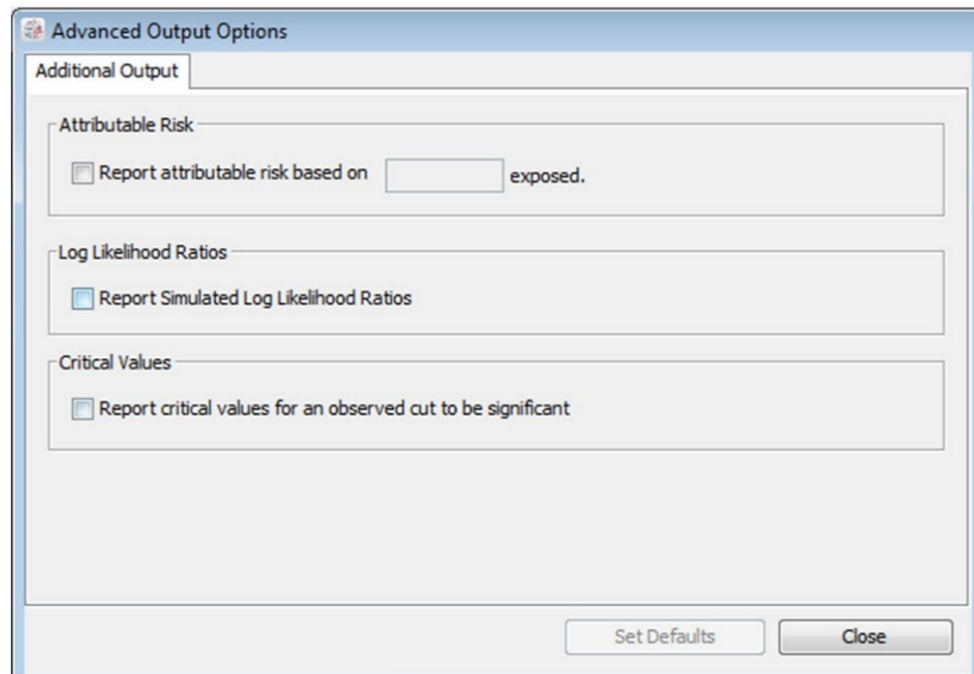 Advanced Output Options
Additional Output
Attributable Risk
Report attributable risk based on exposed.
Log Likelihood Ratios
Report Simulated Log Likelihood Ratios
Critical Values
Report critical values for an observed cut to be significant
Set Defaults Close